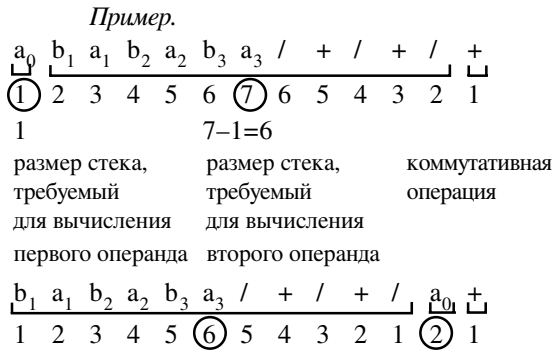 Пример.
a₀ b₁ a₁ b₂ a₂ b₃ a₃ / + / + / +
1 2 3 4 5 6 7 6 5 4 3 2 1
1 7–1=6
размер стека, размер стека, коммутативная
требуемый требуемый операция
для вычисления для вычисления
первого операнда второго операнда
b₁ a₁ b₂ a₂ b₃ a₃ / + / + / a₀ +
1 2 3 4 5 6 5 4 3 2 1 2 1